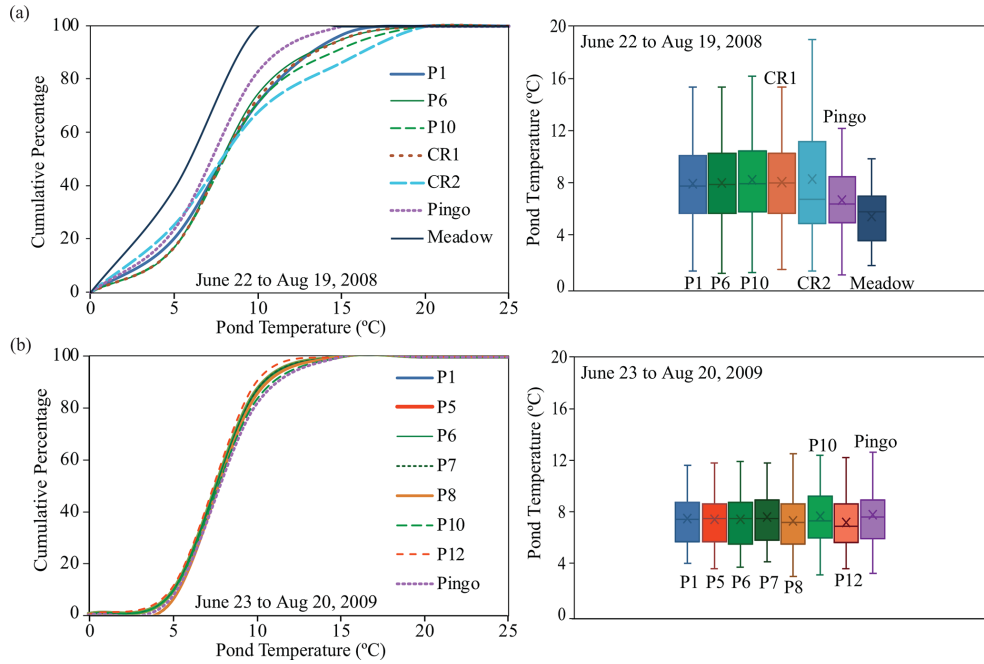 (a)
100
80
60
40
20
0
Cumulative Percentage
P1
P6
P10
CR1
CR2
Pingo
Meadow
June 22 to Aug 19, 2008
0 5 10 15 20 25
Pond Temperature (ºC)
20
16
12
8
4
0
Pond Temperature (ºC)
June 22 to Aug 19, 2008
CR1
Pingo
P1 P6 P10 CR2 Meadow
(b)
100
80
60
40
20
0
Cumulative Percentage
P1
P5
P6
P7
P8
P10
P12
Pingo
June 23 to Aug 20, 2009
0 5 10 15 20 25
Pond Temperature (ºC)
20
16
12
8
4
0
Pond Temperature (ºC)
June 23 to Aug 20, 2009
P10 Pingo
P1 P5 P6 P7 P8 P12